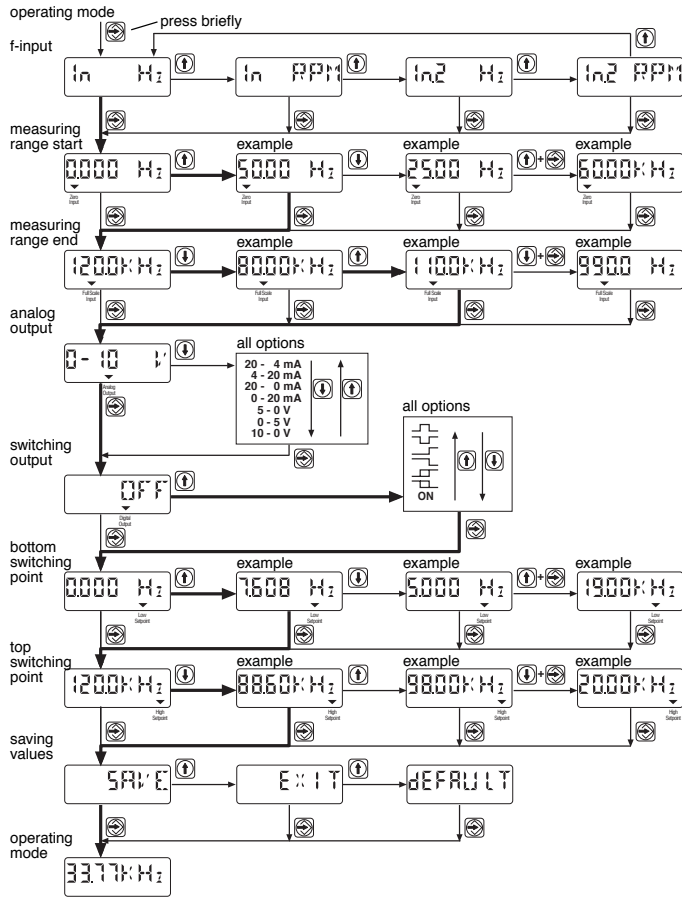 operating mode
press briefly
f-input
In Hz
In RPM
In.2 Hz
In.2 RPM
measuring
range start
example
example
example
0.000 Hz
50.00 Hz
25.00 Hz
+
60.00KHz
Zero
Input
Zero
Input
Zero
Input
Zero
Input
measuring
range end
example
example
example
120.0KHz
80.00KHz
110.0KHz
+
990.0 Hz
Full Scale
Input
Full Scale
Input
Full Scale
Input
Full Scale
Input
analog
output
0-10 V
Analog
Output
all options
20 - 4 mA
4 - 20 mA
20 - 0 mA
0 - 20 mA
5 - 0 V
0 - 5 V
10 - 0 V
all options
ON
switching
output
OFF
Digital
Output
bottom
switching
point
example
example
example
0.000 Hz
7.608 Hz
5.000 Hz
+
19.00KHz
Low
Setpoint
Low
Setpoint
Low
Setpoint
Low
Setpoint
top
switching
point
example
example
example
120.0KHz
88.60KHz
98.00KHz
+
20.00KHz
High
Setpoint
High
Setpoint
High
Setpoint
High
Setpoint
saving
values
SAVE
EXIT
dEFAULT
operating
mode
33.77KHz